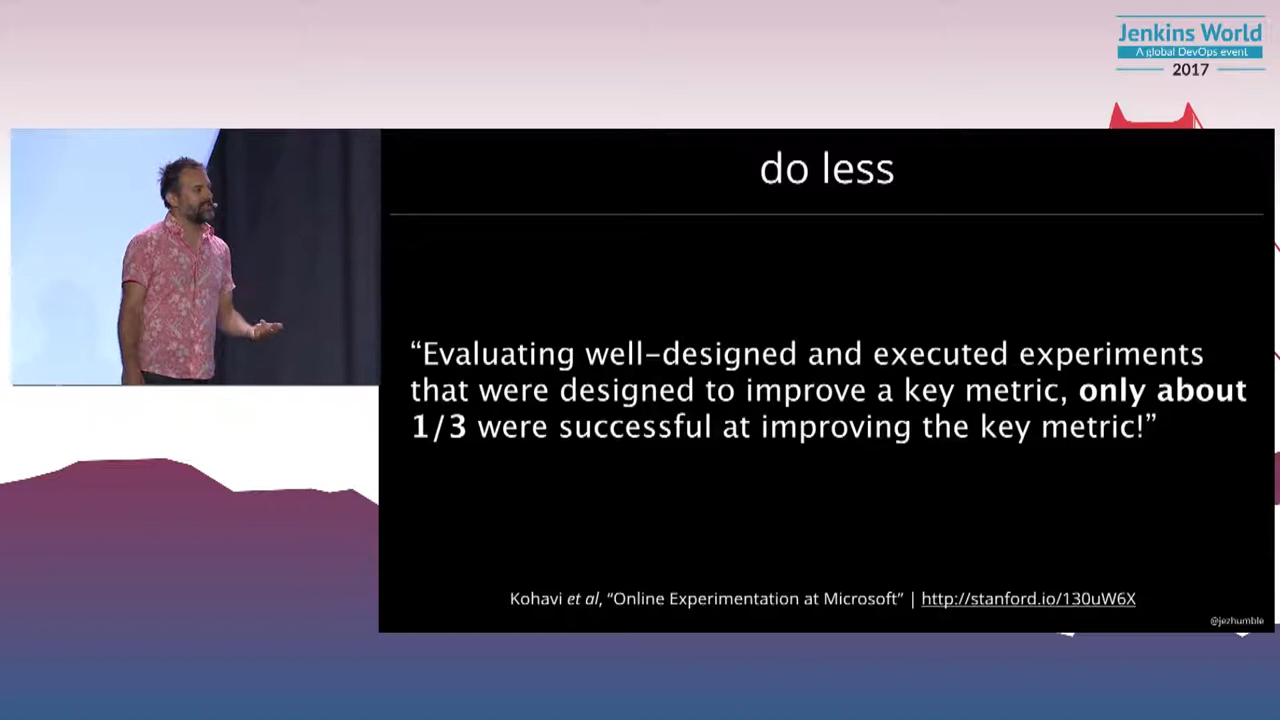 Jenkins World
A global DevOps event
2017
do less
“Evaluating well-designed and executed experiments
that were designed to improve a key metric, only about
1/3 were successful at improving the key metric!”
Kohavi et al, “Online Experimentation at Microsoft” | http://stanford.io/130uW6X
@jezhumble